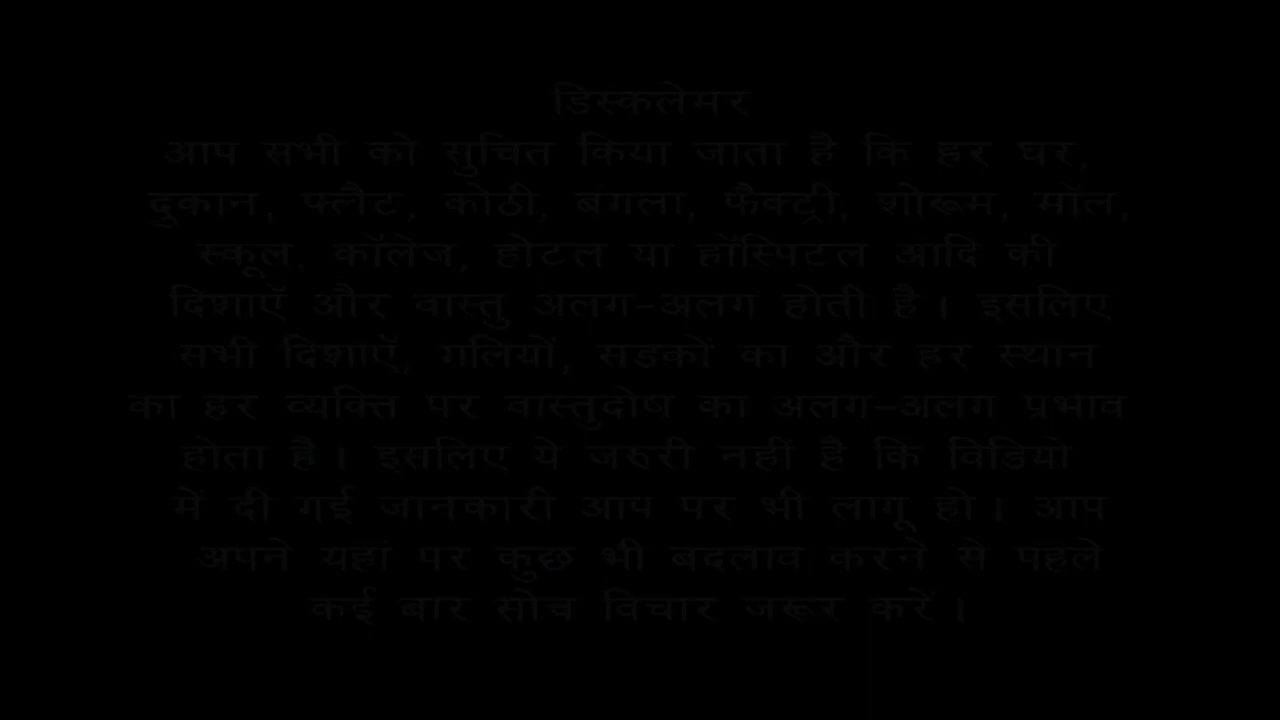 डिस्कलेमर
आप सभी को सुचित किया जाता है कि हर घर,
दुकान, फ्लैट, कोठी, बंगला, फैक्ट्री, शोरूम, मॉल,
स्कूल, कॉलेज, होटल या हॉस्पिटल आदि की
दिशाएँ और वास्तु अलग-अलग होती है। इसलिए
सभी दिशाएँ, गलियों, सडकों का और हर स्थान
का हर व्यक्ति पर वास्तुदोष का अलग-अलग प्रभाव
होता है। इसलिए ये जरुरी नहीं है कि विडियो
में दी गई जानकारी आप पर भी लागू हो। आप
अपने यहां पर कुछ भी बदलाव करने से पहले
कई बार सोच विचार जरूर करें।